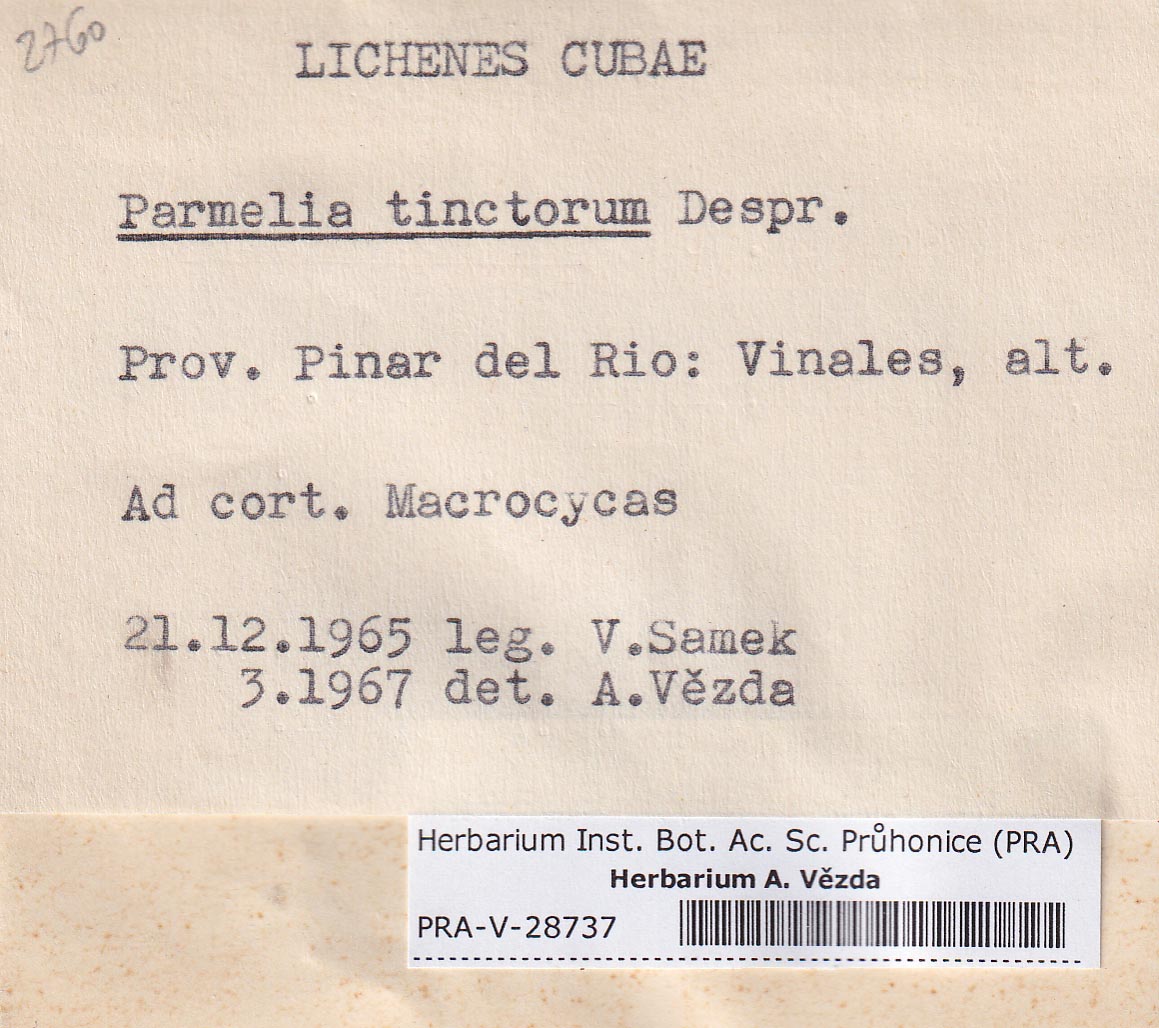 2760
LICHENES CUBAE
Parmelia tinctorum Despr.
Prov. Pinar del Rio: Vinales, alt.
Ad cort. Macrocycas
21.12.1965 leg. V.Samek
3.1967 det. A.Vězda
Herbarium Inst. Bot. Ac. Sc. Průhonice (PRA)
Herbarium A. Vězda
PRA-V-28737